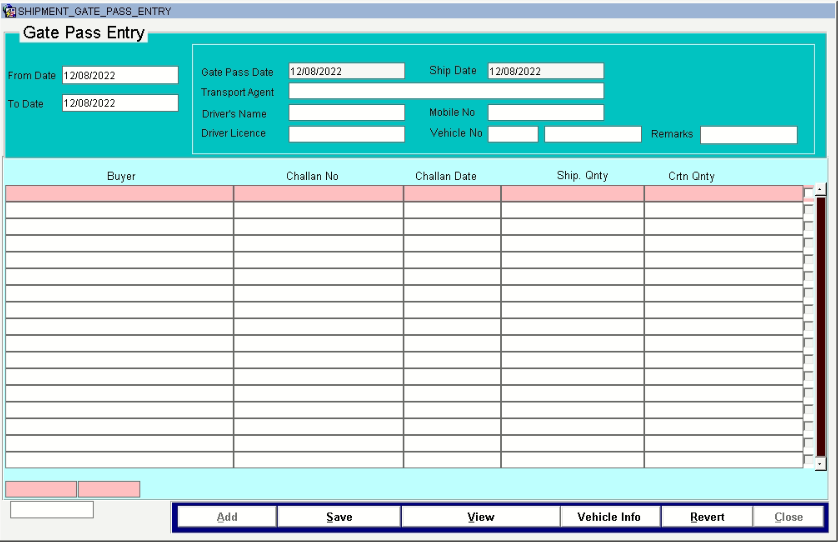 SHIPMENT_GATE_PASS_ENTRY
Gate Pass Entry
From Date 12/08/2022
To Date 12/08/2022
Gate Pass Date 12/08/2022 Ship Date 12/08/2022
Transport Agent
Driver's Name Mobile No
Driver Licence Vehicle No Remarks
Buyer Challan No Challan Date Ship. Qnty Crtn Qnty
Add Save View Vehicle Info Revert Close